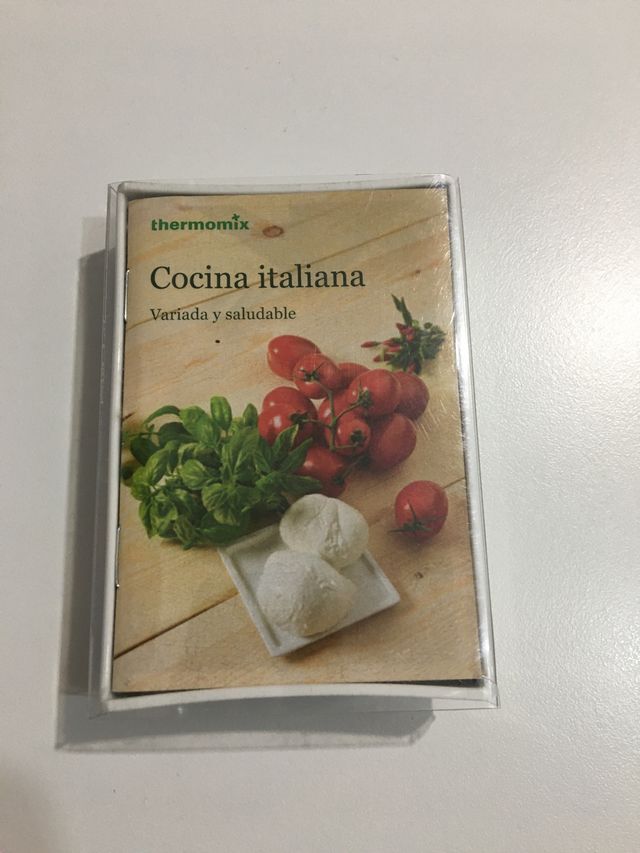 thermomix
Cocina italiana
Variada y saludable